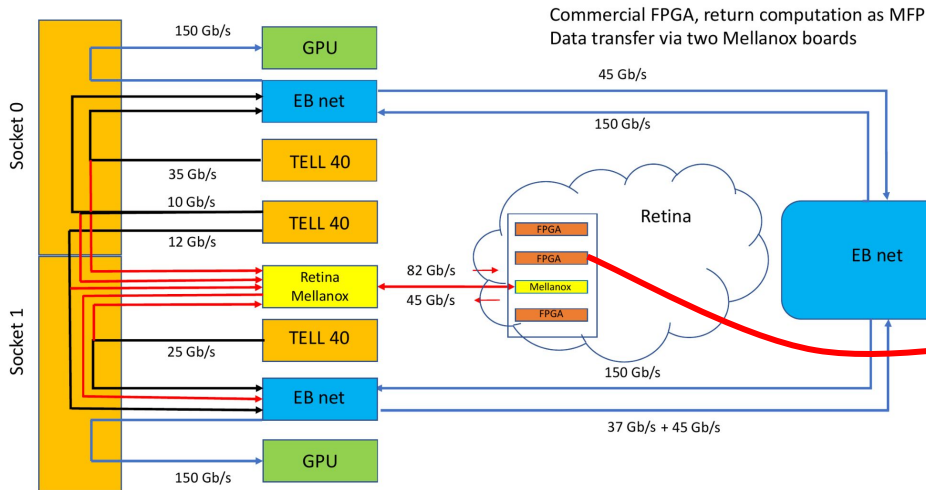 Commercial FPGA, return computation as MFP
Data transfer via two Mellanox boards
150 Gb/s
GPU
45 Gb/s
EB net
150 Gb/s
Socket 0
TELL 40
35 Gb/s
10 Gb/s
TELL 40
12 Gb/s
Retina
FPGA
FPGA
EB net
Retina
Mellanox
82 Gb/s
45 Gb/s
Mellanox
FPGA
Socket 1
TELL 40
25 Gb/s
150 Gb/s
EB net
37 Gb/s + 45 Gb/s
GPU
150 Gb/s